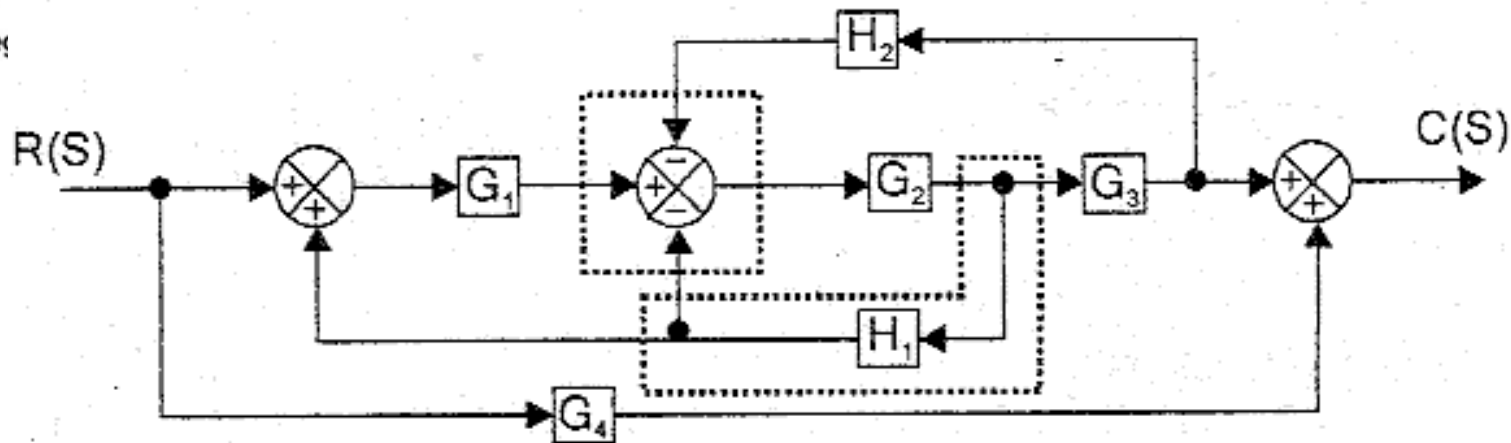 H₂
R(S)
C(S)
G₁
G₂
G₃
+
+
+
−
−
+
+
H₁
G₄